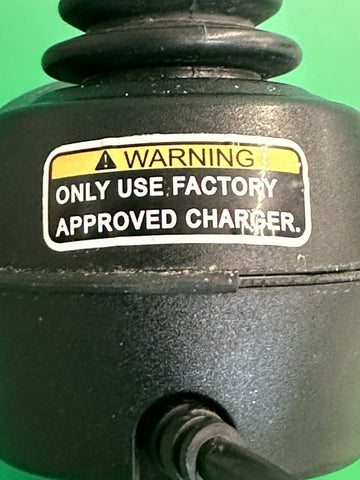 ⚠ WARNING
ONLY USE FACTORY
APPROVED CHARGER.